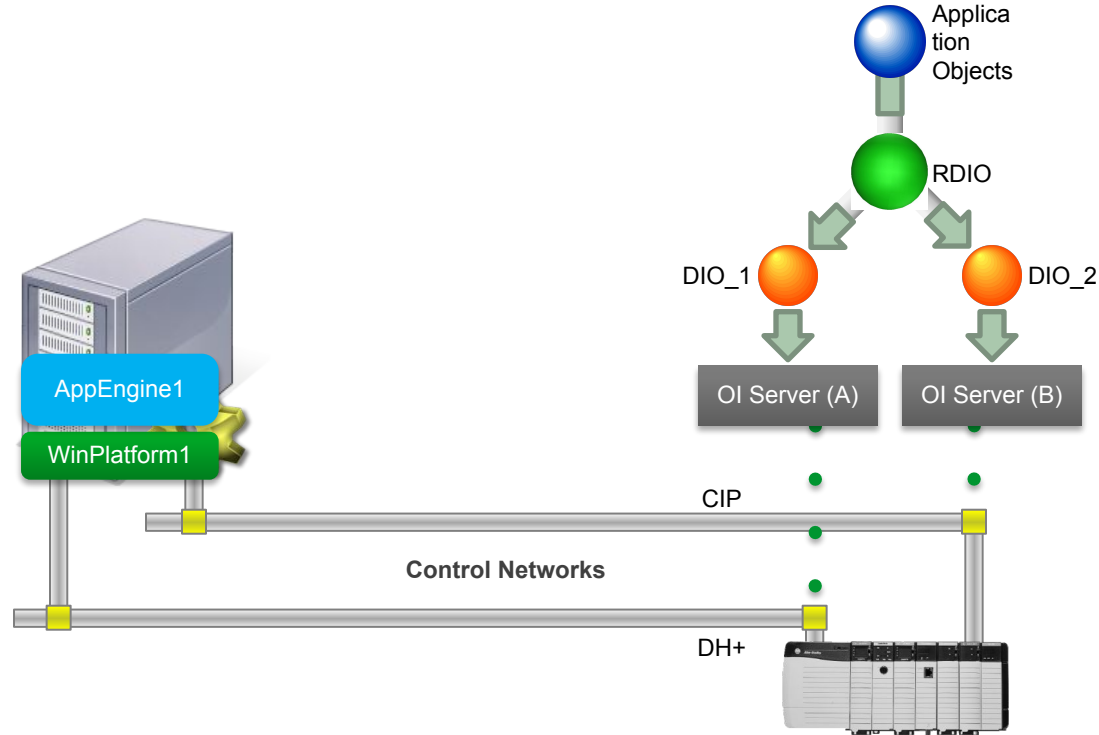 Applica
tion
Objects
RDIO
DIO_1
DIO_2
AppEngine1
OI Server (A)
OI Server (B)
WinPlatform1
CIP
Control Networks
DH+